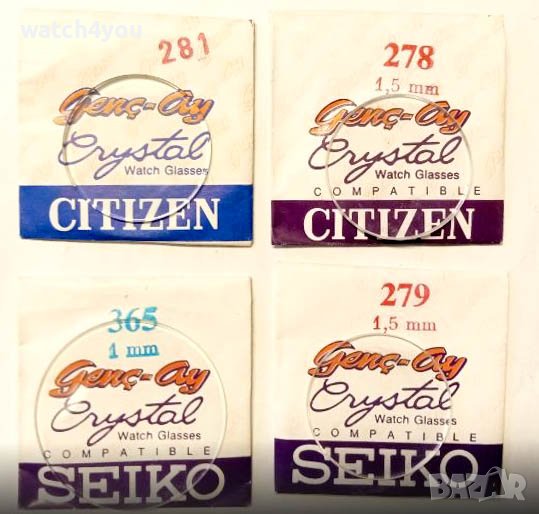 watch4you
281
Genç-Ay
Crystal
Watch Glasses
CITIZEN
278
1,5 mm
Genç-Ay
Crystal
Watch Glasses
COMPATIBLE
CITIZEN
365
1 mm
Genç-Ay
Crystal
Watch Glasses
COMPATIBLE
SEIKO
279
1,5 mm
Genç-Ay
Crystal
Watch Glasses
COMPATIBLE
SEIKO
БАZАР